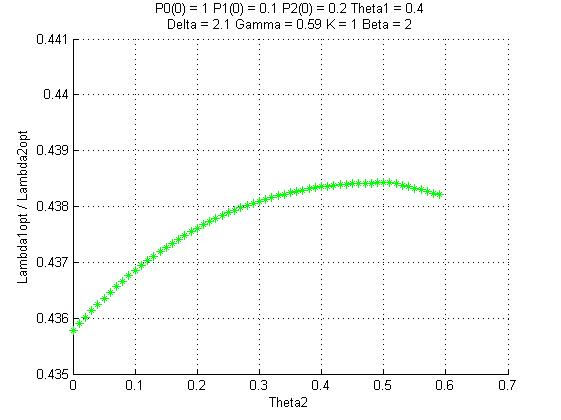 P0(0) = 1 P1(0) = 0.1 P2(0) = 0.2 Theta1 = 0.4
Delta = 2.1 Gamma = 0.59 K = 1 Beta = 2
0.441
0.44
0.439
0.438
0.437
0.436
0.435
Lambda1opt / Lambda2opt
0 0.1 0.2 0.3 0.4 0.5 0.6 0.7
Theta2